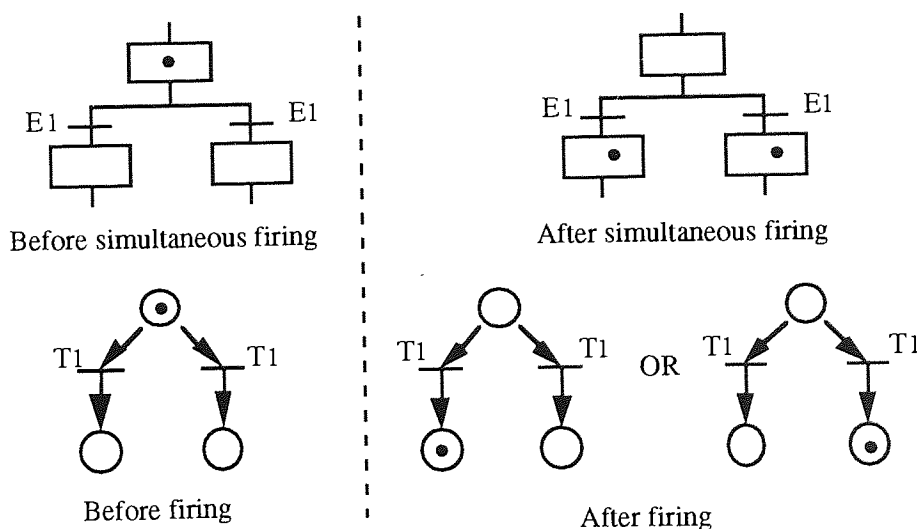 E1
E1
Before simultaneous firing
E1
E1
After simultaneous firing
T1
T1
Before firing
T1
T1
OR
T1
T1
After firing